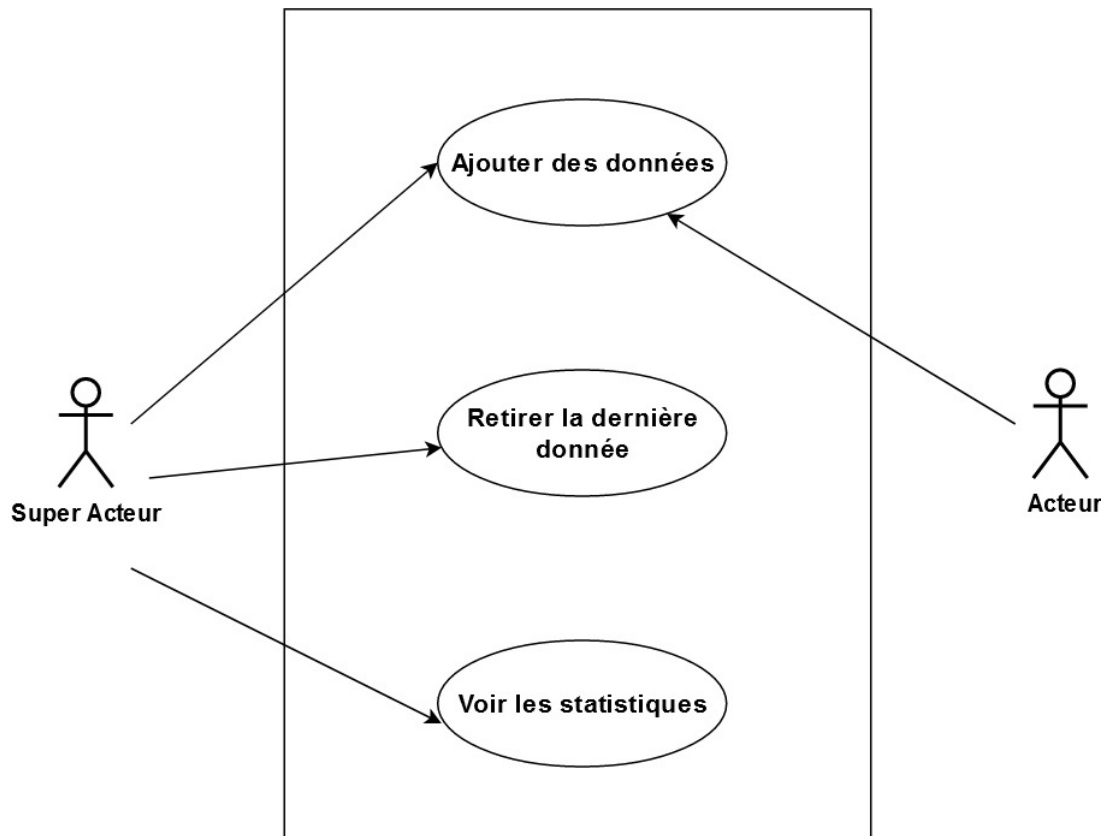 Ajouter des données
Retirer la dernière
donnée
Super Acteur
Acteur
Voir les statistiques